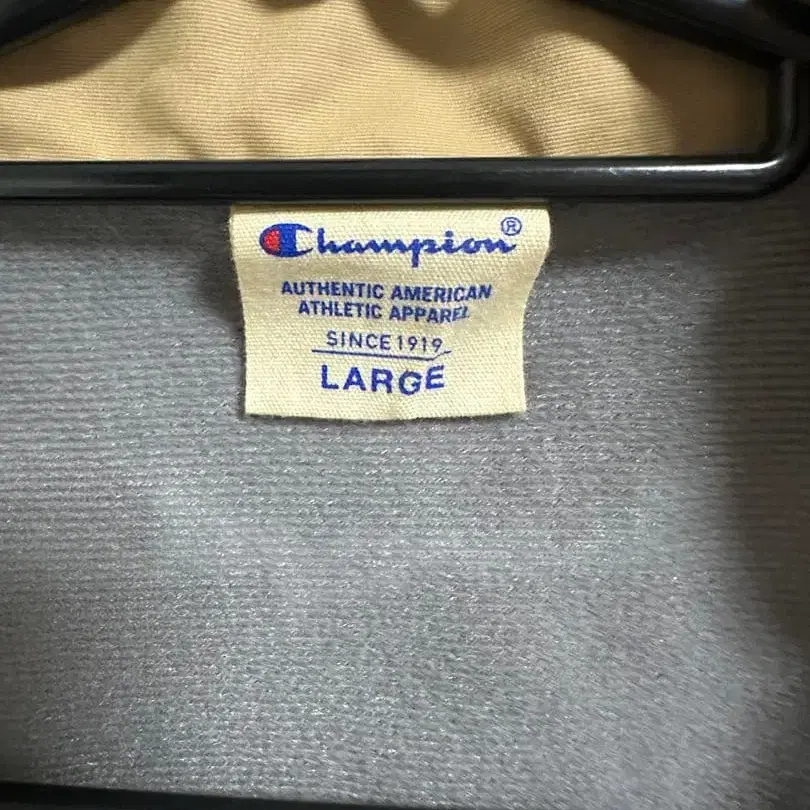 Champion®
AUTHENTIC AMERICAN
ATHLETIC APPAREL
SINCE 1919
LARGE